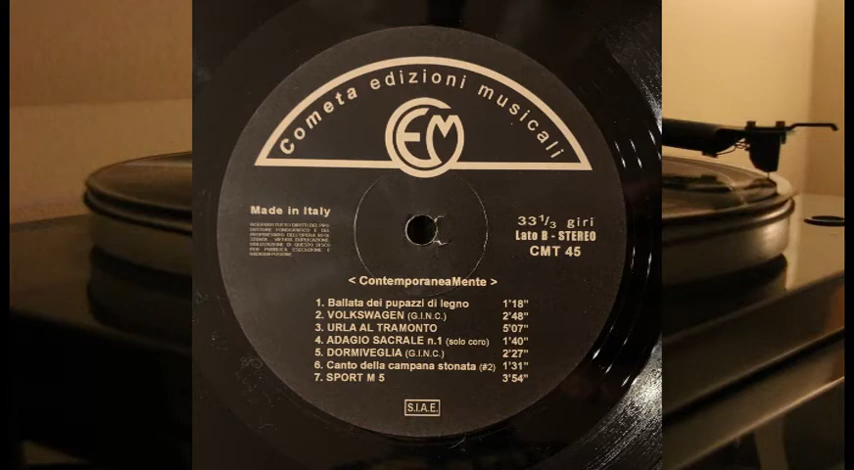 Cometa edizioni musicali
CEM
Made in Italy
33 1/3 giri
Lato B - STEREO
CMT 45
< ContemporaneaMente >
1. Ballata dei pupazzi di legno 1'18"
2. VOLKSWAGEN (G.I.N.C.) 2'48"
3. URLA AL TRAMONTO 5'07"
4. ADAGIO SACRALE n.1 (solo coro) 1'40"
5. DORMIVEGLIA (G.I.N.C.) 2'27"
6. Canto della campana stonata (#2) 1'31"
7. SPORT M 5 3'54"
S.I.A.E.